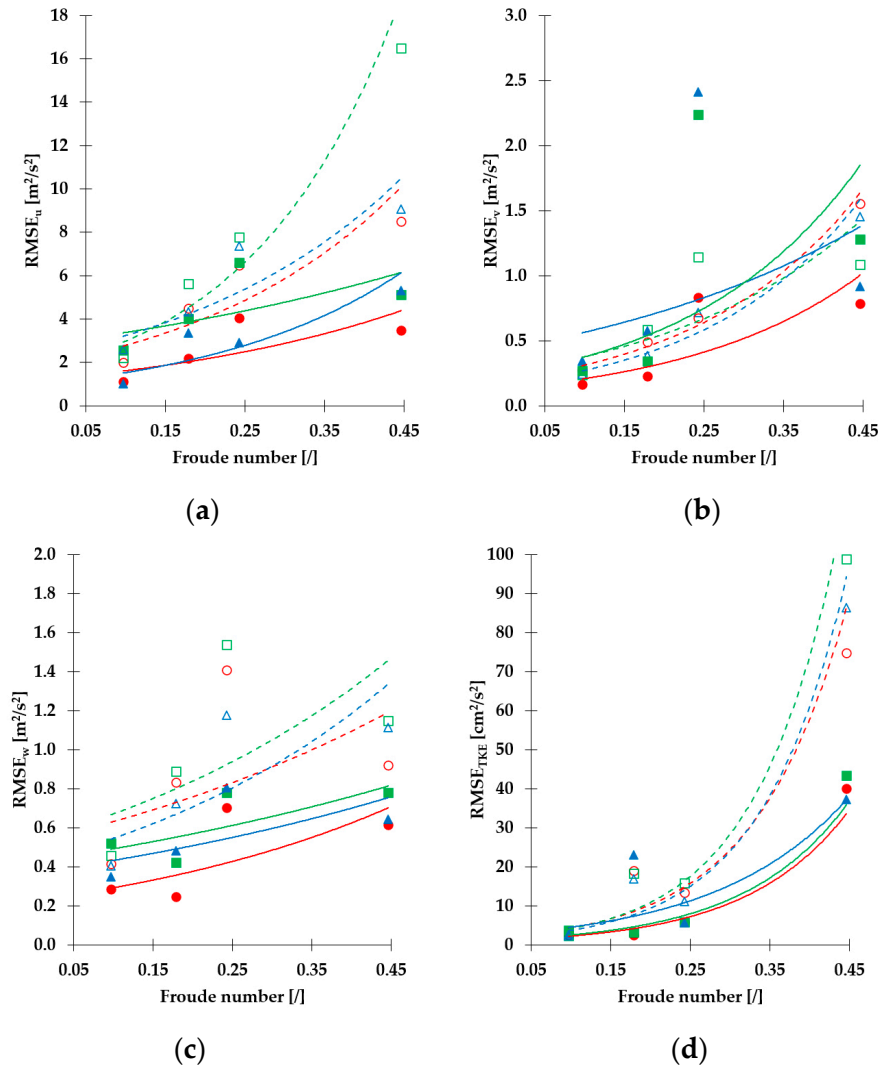 18
16
14
12
10
8
6
4
2
0
RMSEu [m²/s²]
0.05 0.15 0.25 0.35 0.45
Froude number [/]
(a)
3.0
2.5
2.0
1.5
1.0
0.5
0.0
RMSEv [m²/s²]
0.05 0.15 0.25 0.35 0.45
Froude number [/]
(b)
2.0
1.8
1.6
1.4
1.2
1.0
0.8
0.6
0.4
0.2
0.0
RMSEw [m²/s²]
0.05 0.15 0.25 0.35 0.45
Froude number [/]
(c)
100
90
80
70
60
50
40
30
20
10
0
RMSETKE [cm²/s²]
0.05 0.15 0.25 0.35 0.45
Froude number [/]
(d)